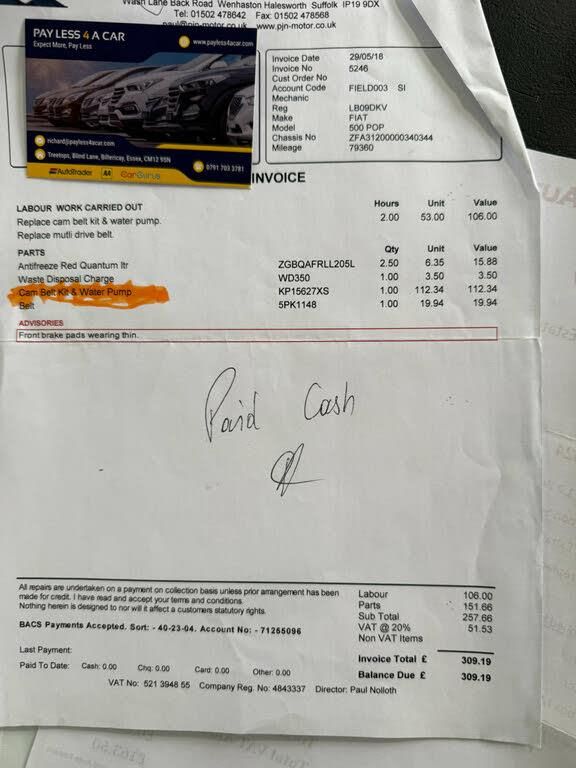 Wash Lane Back Road Wenhaston Halesworth Suffolk IP19 9DX
Tel: 01502 478642 Fax: 01502 478568
paul@pjn-motor.co.uk www.pjn-motor.co.uk
PAY LESS 4 A CAR
Expect More, Pay Less
www.payless4acar.com
richard@payless4acar.com
Treetops, Blind Lane, Billericay, Essex, CM12 9SN
0791 703 3781
AutoTrader AA CarGurus
Invoice Date 29/05/18
Invoice No 5246
Cust Order No
Account Code FIELD003 SI
Mechanic
Reg LB09DKV
Make FIAT
Model 500 POP
Chassis No ZFA31200000340344
Mileage 79360
INVOICE
LABOUR WORK CARRIED OUT Hours Unit Value
Replace cam belt kit & water pump. 2.00 53.00 106.00
Replace mutli drive belt.
PARTS Qty Unit Value
Antifreeze Red Quantum ltr ZGBQAFRLL205L 2.50 6.35 15.88
Waste Disposal Charge WD350 1.00 3.50 3.50
Cam Belt Kit & Water Pump KP15627XS 1.00 112.34 112.34
Belt 5PK1148 1.00 19.94 19.94
ADVISORIES
Front brake pads wearing thin.
Paid Cash
All repairs are undertaken on a payment on collection basis unless prior arrangement has been
made for credit. I have read and accept your terms and conditions.
Nothing herein is designed to nor will it affect a customers statutory rights.
BACS Payments Accepted. Sort: - 40-23-04. Account No: - 71265096
Last Payment:
Paid To Date: Cash: 0.00 Chq: 0.00 Card: 0.00 Other: 0.00
VAT No: 521 3948 55 Company Reg. No: 4843337 Director: Paul Nolloth
Labour 106.00
Parts 151.66
Sub Total 257.66
VAT @ 20% 51.53
Non VAT Items
Invoice Total £ 309.19
Balance Due £ 309.19